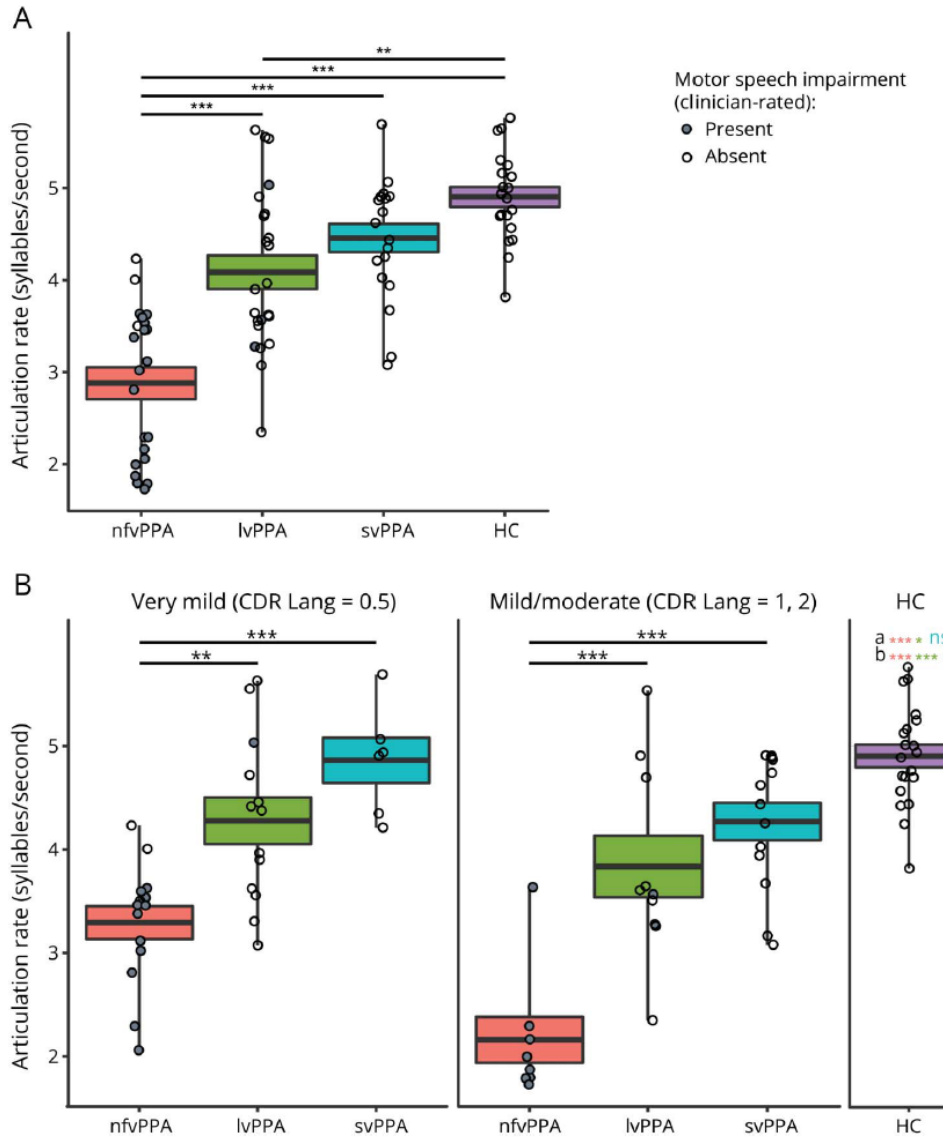 A
**
***
***
***
Motor speech impairment
(clinician-rated):
Present
Absent
Articulation rate (syllables/second)
5
4
3
2
nfvPPA lvPPA svPPA HC
B
Very mild (CDR Lang = 0.5) Mild/moderate (CDR Lang = 1, 2) HC
*** *** a *** * ns
** *** b *** ***
Articulation rate (syllables/second)
5
4
3
2
nfvPPA lvPPA svPPA nfvPPA lvPPA svPPA HC